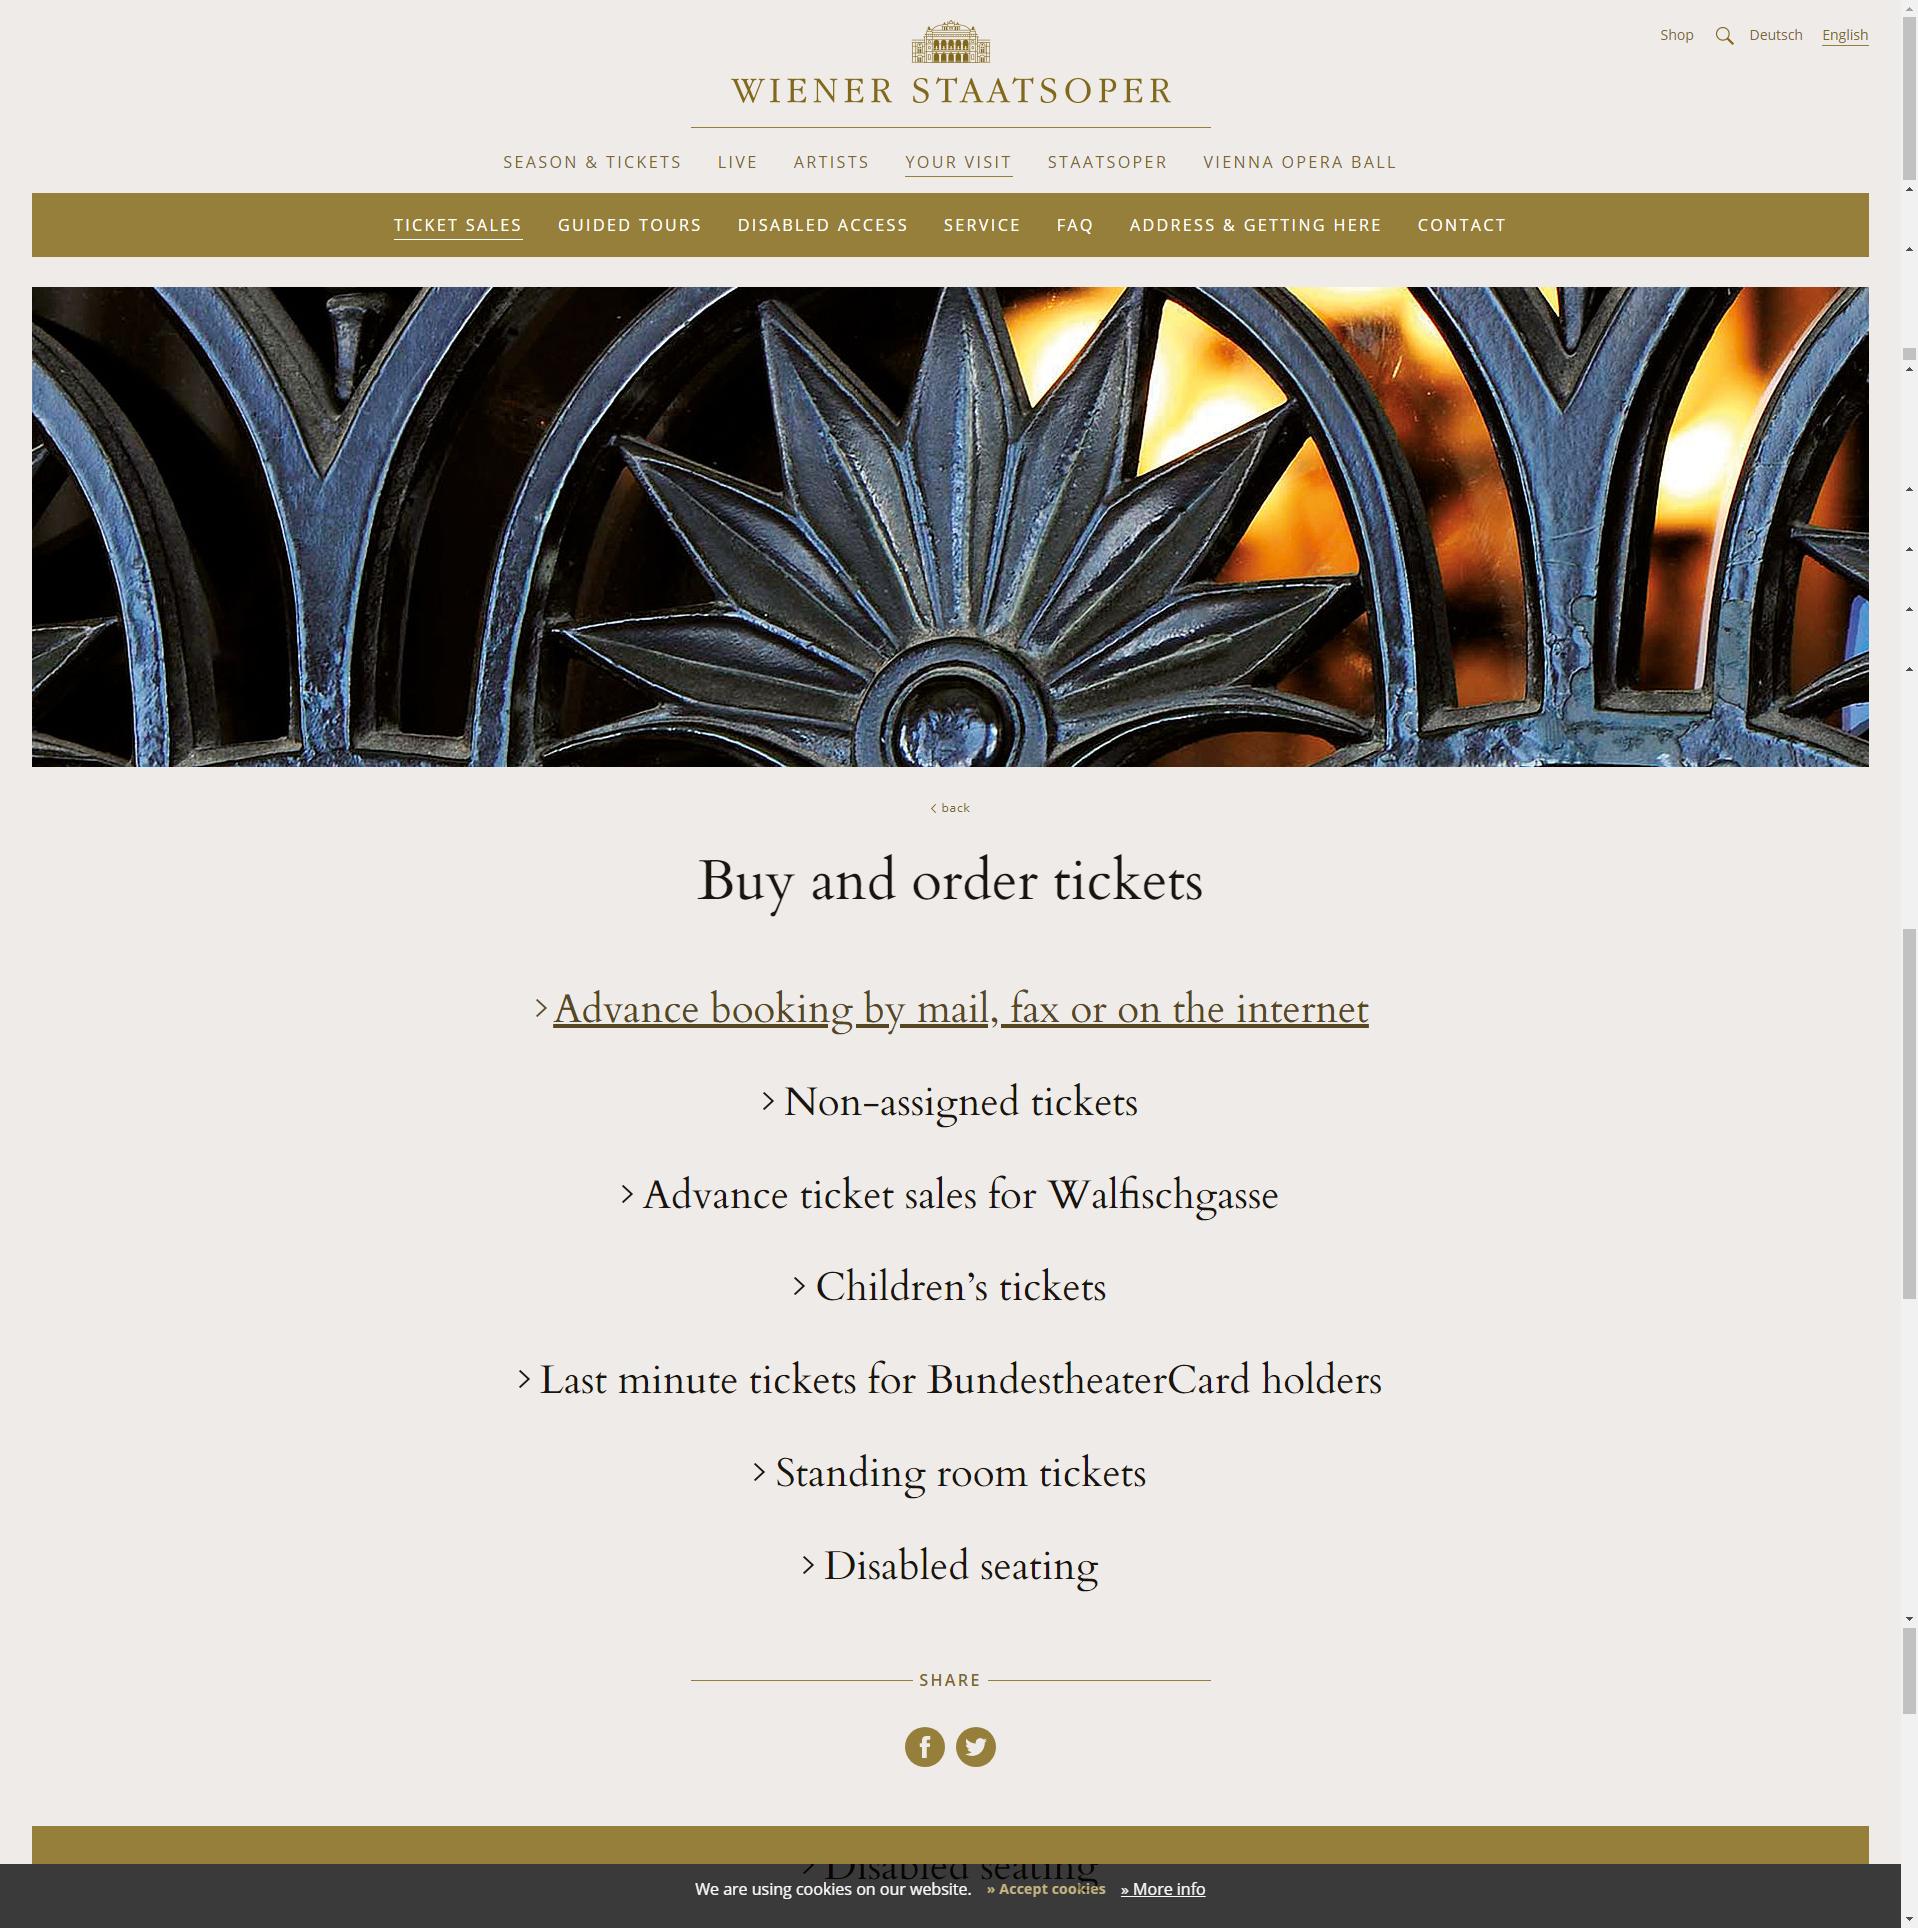 Shop
Deutsch
English
WIENER STAATSOPER
SEASON & TICKETS
LIVE
ARTISTS
YOUR VISIT
STAATSOPER
VIENNA OPERA BALL
TICKET SALES
GUIDED TOURS
DISABLED ACCESS
SERVICE
FAQ
ADDRESS & GETTING HERE
CONTACT
back
Buy and order tickets
Advance booking by mail, fax or on the internet
Non-assigned tickets
Advance ticket sales for Walfischgasse
Children’s tickets
Last minute tickets for BundestheaterCard holders
Standing room tickets
Disabled seating
SHARE
Disabled seating
We are using cookies on our website. » Accept cookies » More info